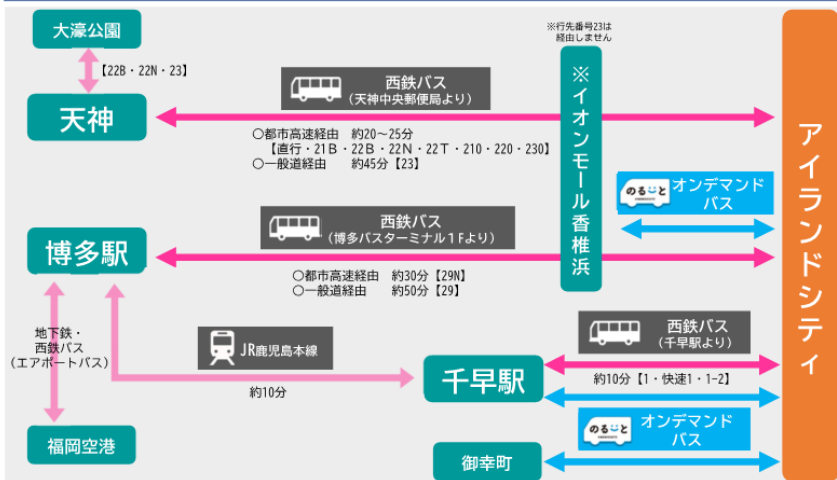 大濠公園
【22B・22N・23】
天神
西鉄バス
(天神中央郵便局より)
○都市高速経由 約20~25分
【直行・21B・22B・22N・22T・210・220・230】
○一般道経由 約45分【23】
※行先番号23は
経由しません
※イオンモール香椎浜
アイランドシティ
のるーと
オンデマンド
バス
博多駅
西鉄バス
(博多バスターミナル1Fより)
○都市高速経由 約30分【29N】
○一般道経由 約50分【29】
地下鉄・
西鉄バス
(エアポートバス)
JR鹿児島本線
約10分
西鉄バス
(千早駅より)
千早駅
約10分【1・快速1・1-2】
福岡空港
のるーと
オンデマンド
バス
御幸町